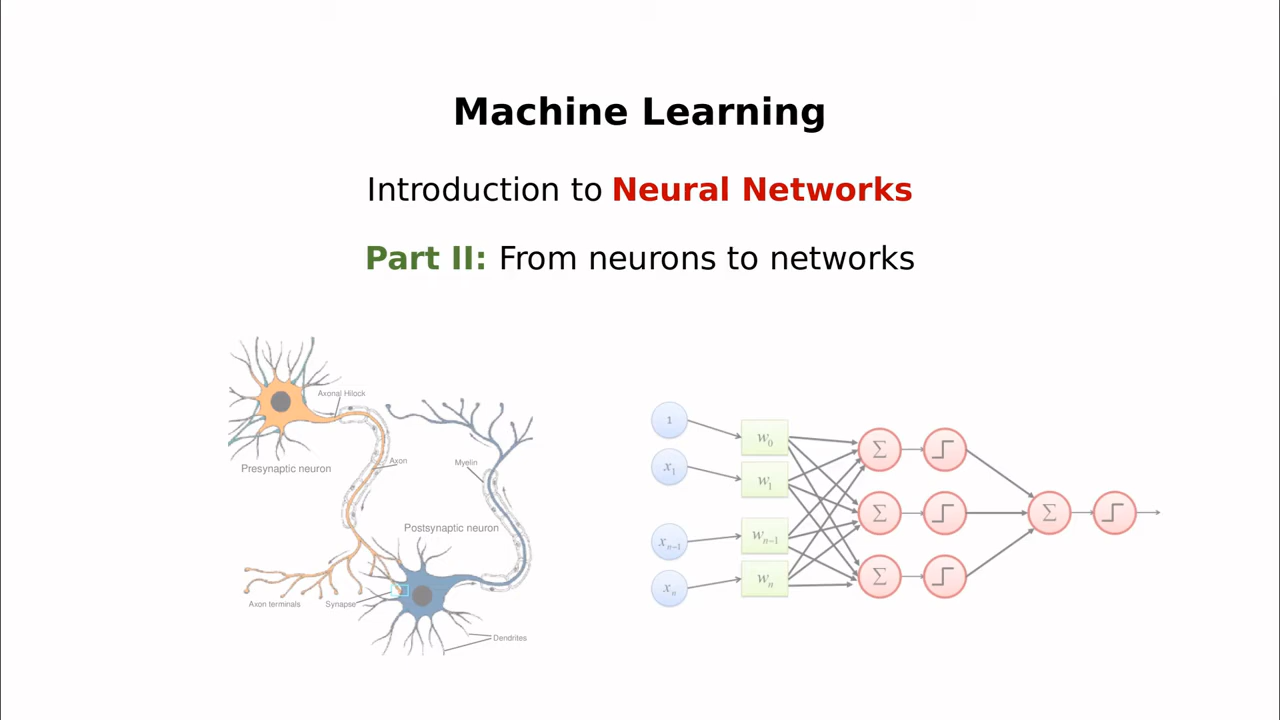 Machine Learning
Introduction to Neural Networks
Part II: From neurons to networks
Axonal Hilock
Presynaptic neuron
Axon
Myelin
Postsynaptic neuron
Axon terminals
Synapse
Dendrites
1
x₁
xₙ₋₁
xₙ
w₀
w₁
wₙ₋₁
wₙ
Σ
Σ
Σ
Σ